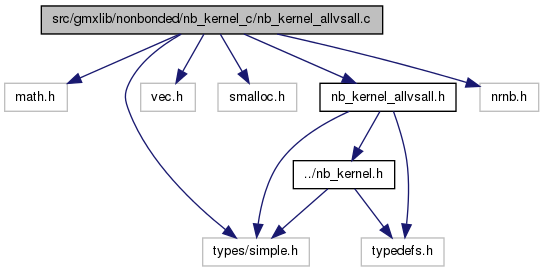 src/gmxlib/nonbonded/nb_kernel_c/nb_kernel_allvsall.c
math.h
vec.h
smalloc.h
nb_kernel_allvsall.h
nrnb.h
../nb_kernel.h
types/simple.h
typedefs.h